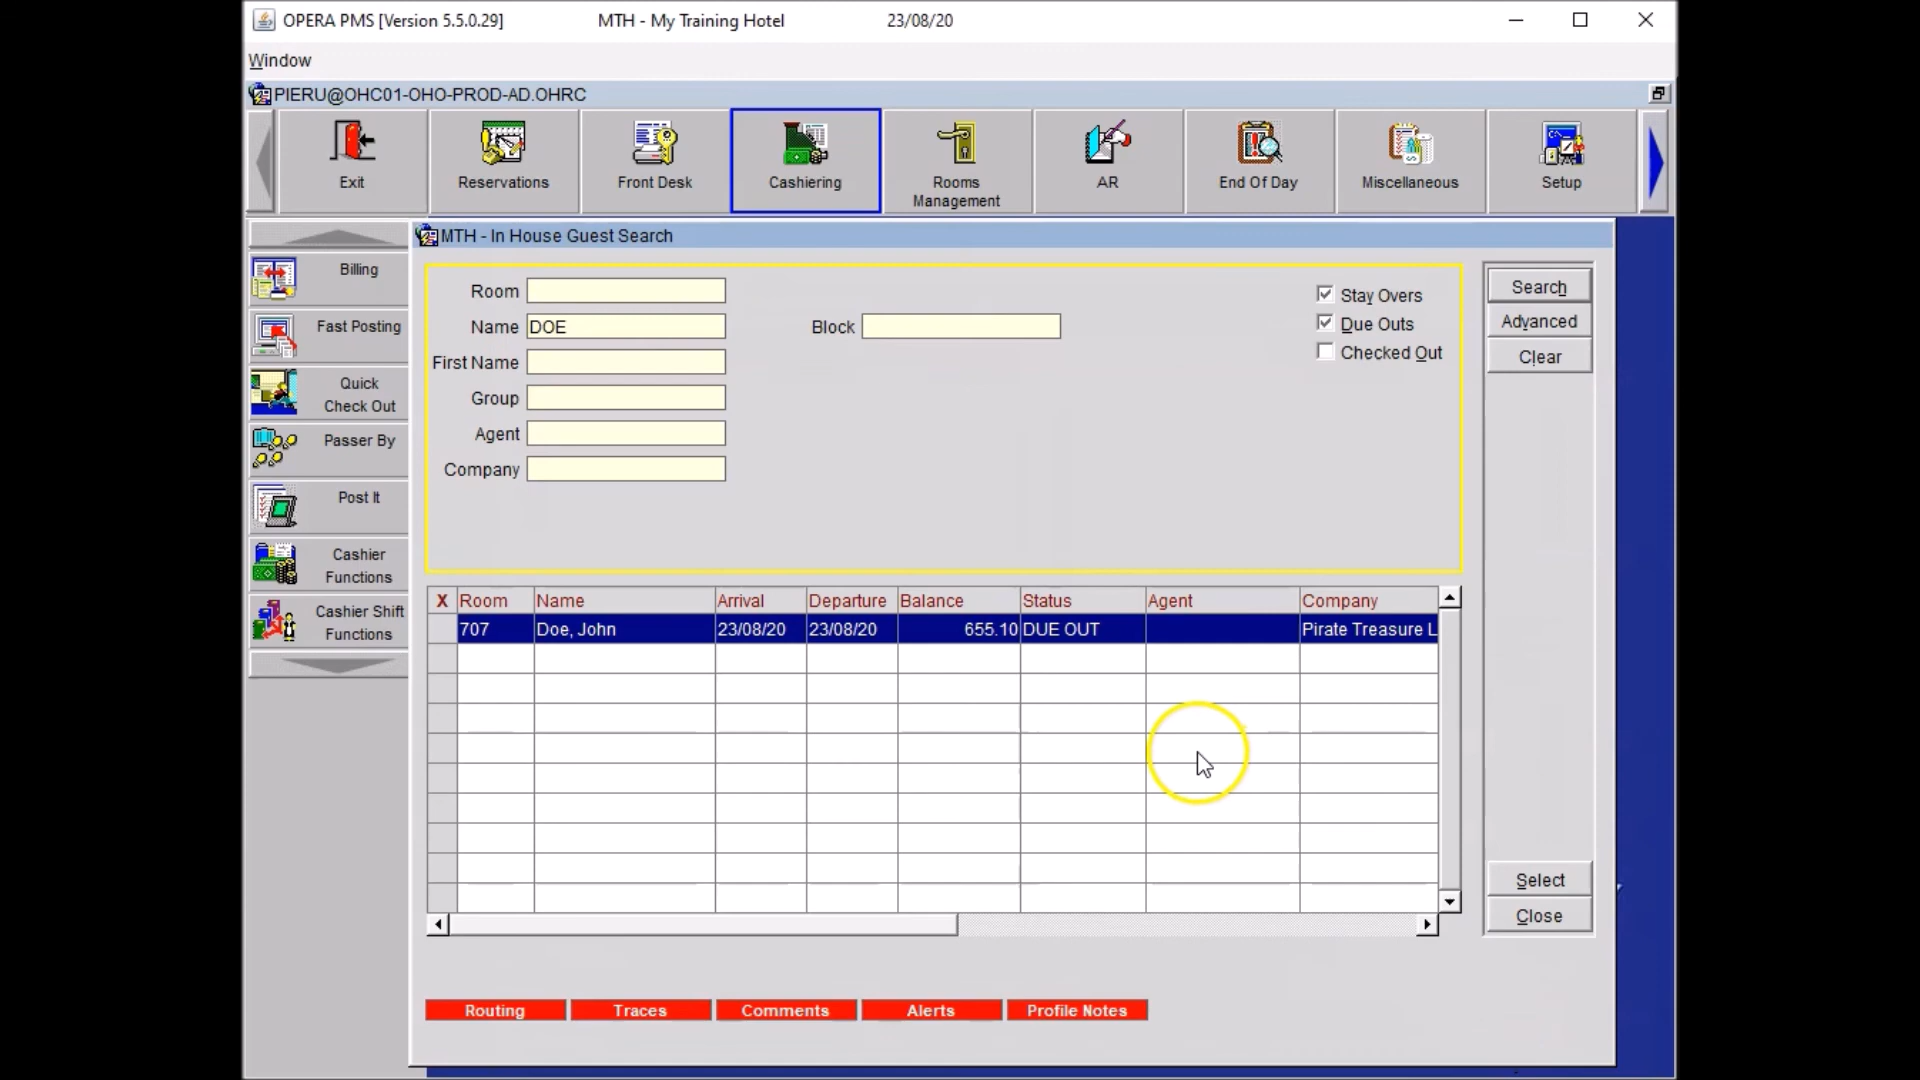 OPERA PMS [Version 5.5.0.29] MTH - My Training Hotel 23/08/20
Window
PIERU@OHC01-OHO-PROD-AD.OHRC
Exit
Reservations
Front Desk
Cashiering
Rooms
Management
AR
End Of Day
Miscellaneous
Setup
Billing
Fast Posting
Quick
Check Out
Passer By
Post It
Cashier
Functions
Cashier Shift
Functions
MTH - In House Guest Search
Room
Name DOE
First Name
Group
Agent
Company
Block
Stay Overs
Due Outs
Checked Out
Search
Advanced
Clear
X Room Name Arrival Departure Balance Status Agent Company
707 Doe, John 23/08/20 23/08/20 655.10 DUE OUT Pirate Treasure L
Select
Close
Routing Traces Comments Alerts Profile Notes